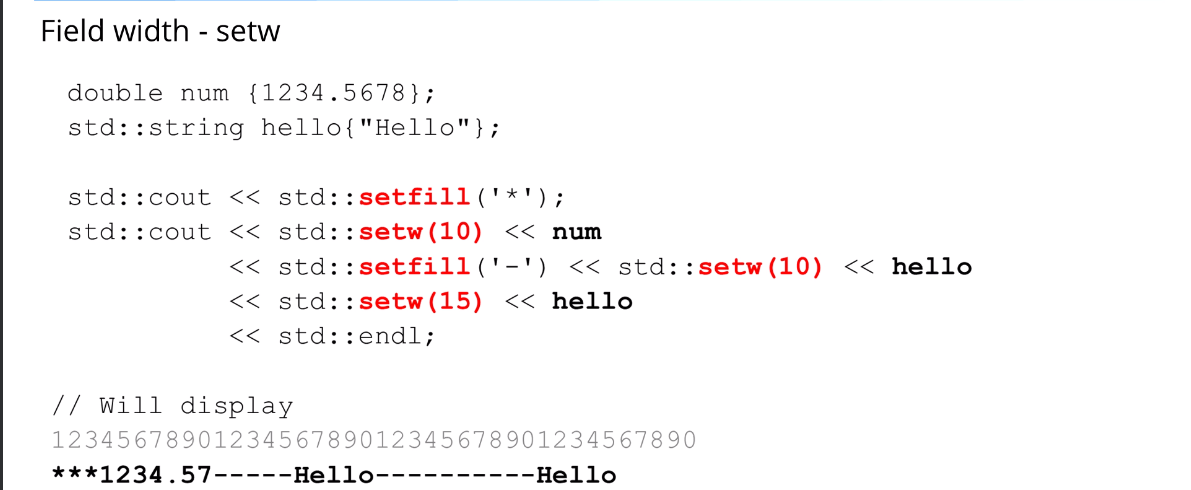 Field width - setw
double num {1234.5678};
std::string hello{"Hello"};
std::cout << std::setfill('*');
std::cout << std::setw(10) << num
<< std::setfill('-') << std::setw(10) << hello
<< std::setw(15) << hello
<< std::endl;
// Will display
1234567890123456789012345678901234567890
***1234.57-----Hello----------Hello